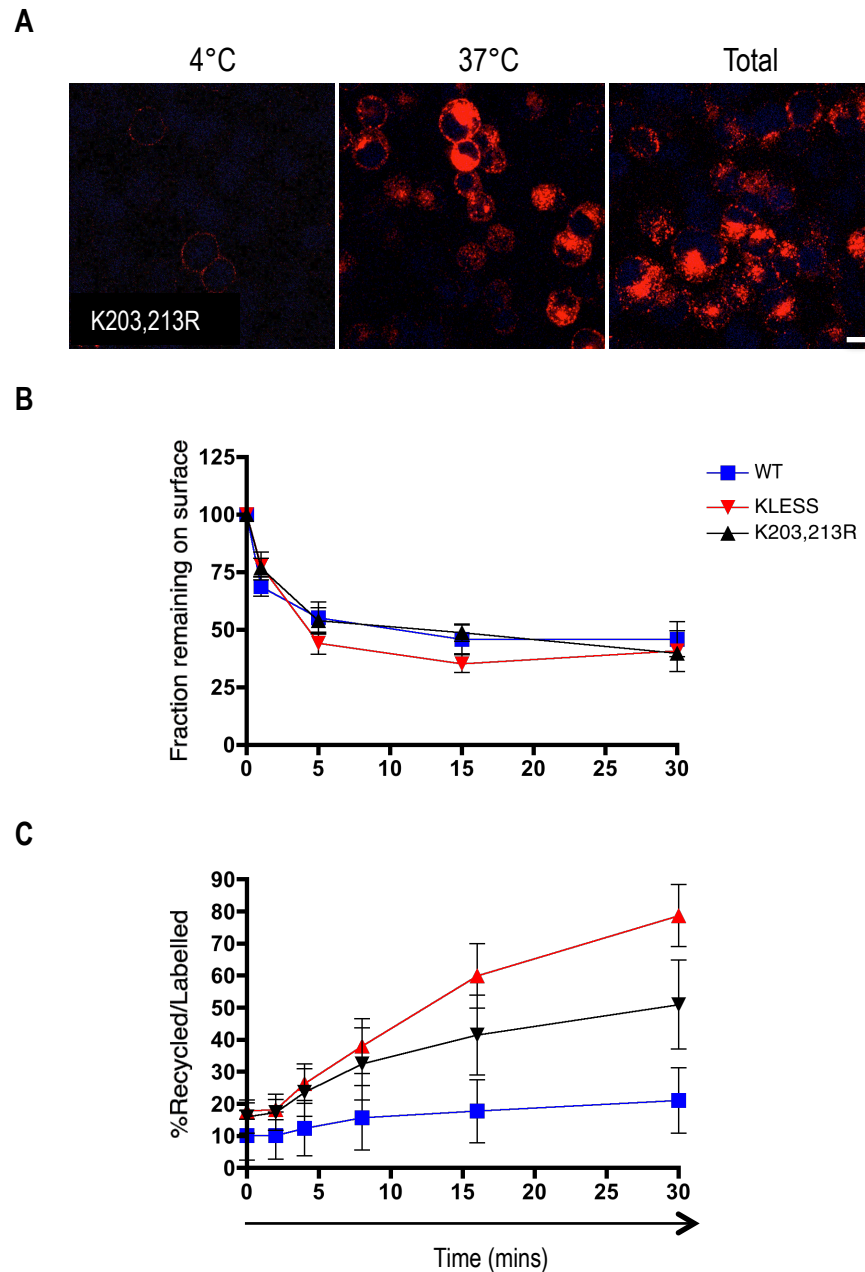 A
4°C 37°C Total
K203,213R
B
Fraction remaining on surface
125
100
75
50
25
0
0 5 10 15 20 25 30
WT
KLESS
K203,213R
C
%Recycled/Labelled
90
80
70
60
50
40
30
20
10
0
0 5 10 15 20 25 30
Time (mins)